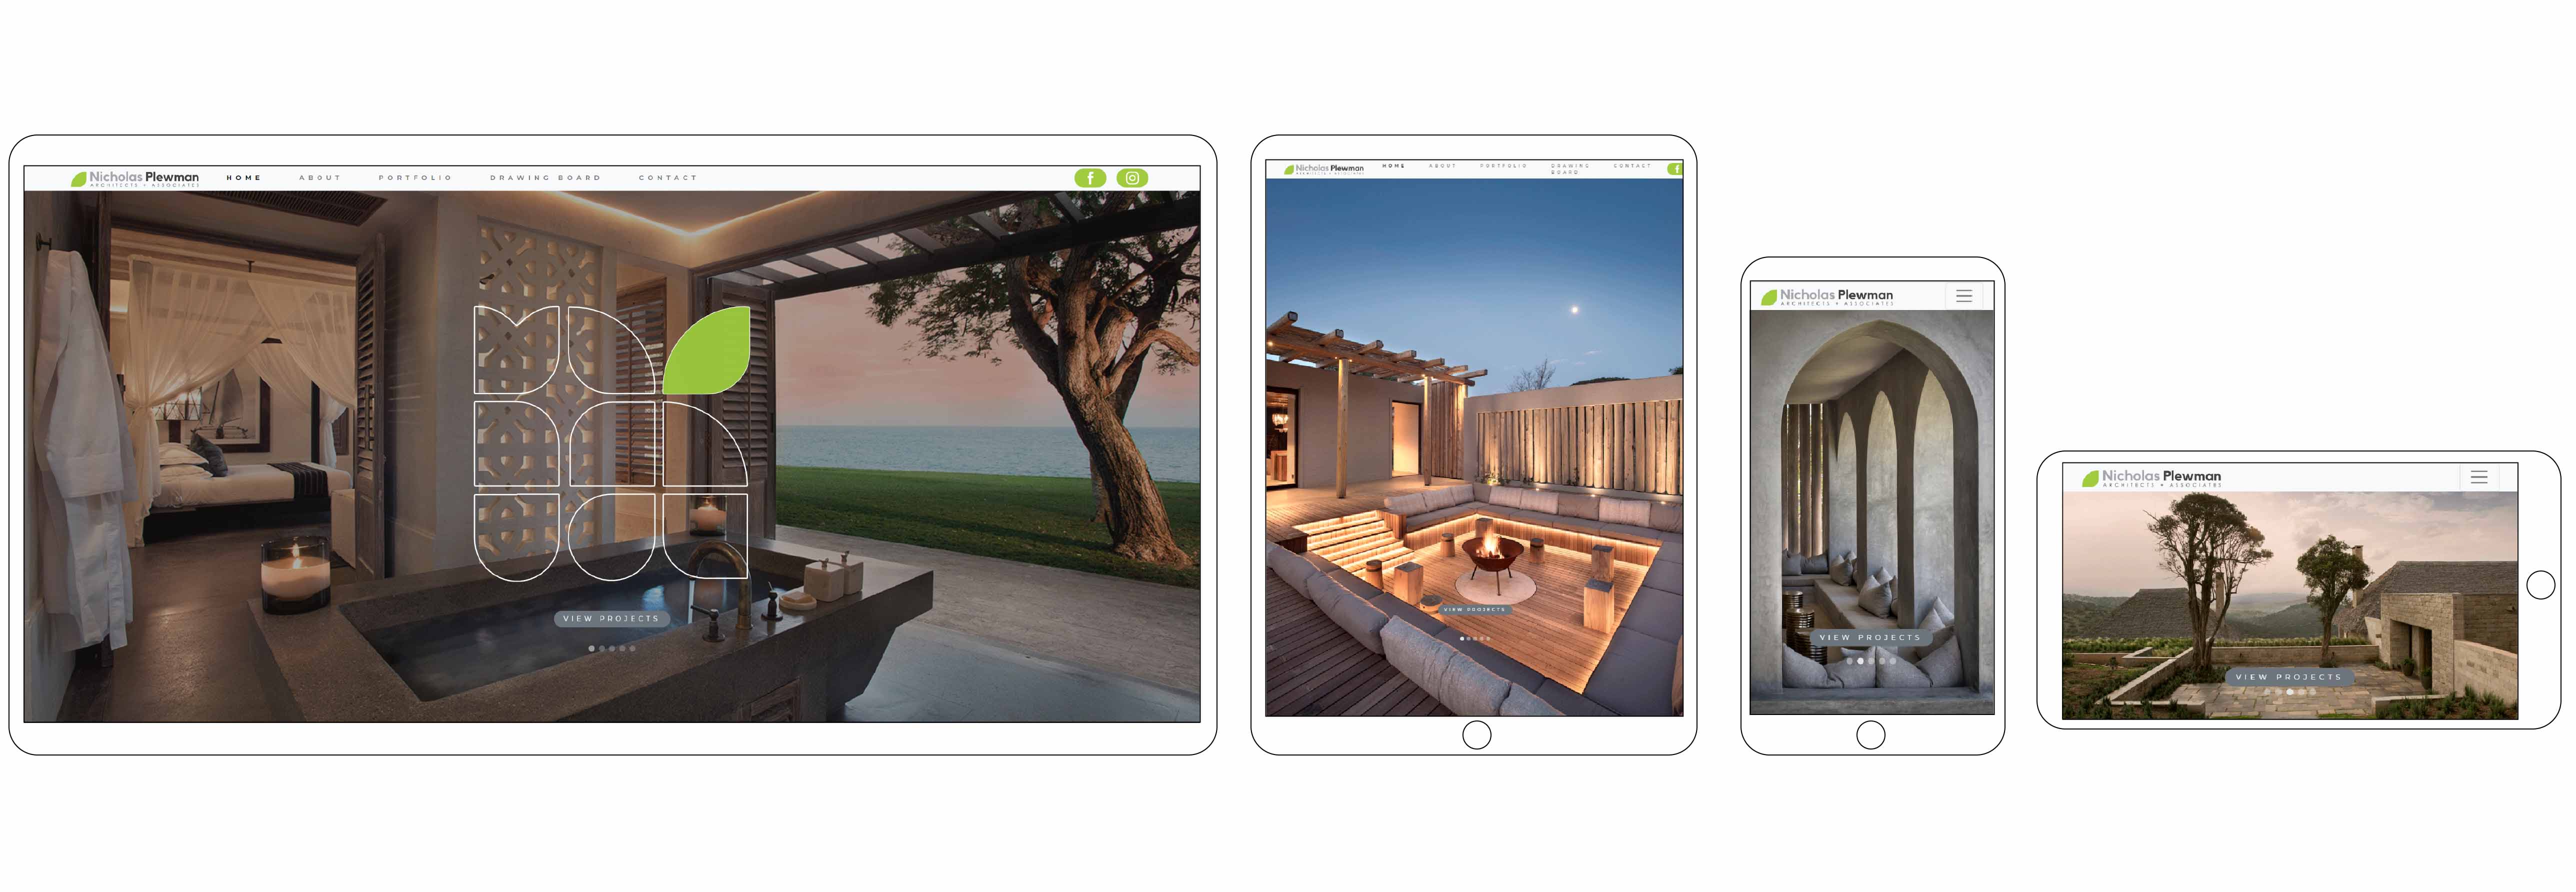 Nicholas Plewman
ARCHITECTS + ASSOCIATES
HOME ABOUT PORTFOLIO DRAWING BOARD CONTACT
VIEW PROJECTS
Nicholas Plewman
ARCHITECTS + ASSOCIATES
HOME ABOUT PORTFOLIO DRAWING CONTACT
BOARD
VIEW PROJECTS
Nicholas Plewman
ARCHITECTS + ASSOCIATES
VIEW PROJECTS
Nicholas Plewman
ARCHITECTS + ASSOCIATES
VIEW PROJECTS